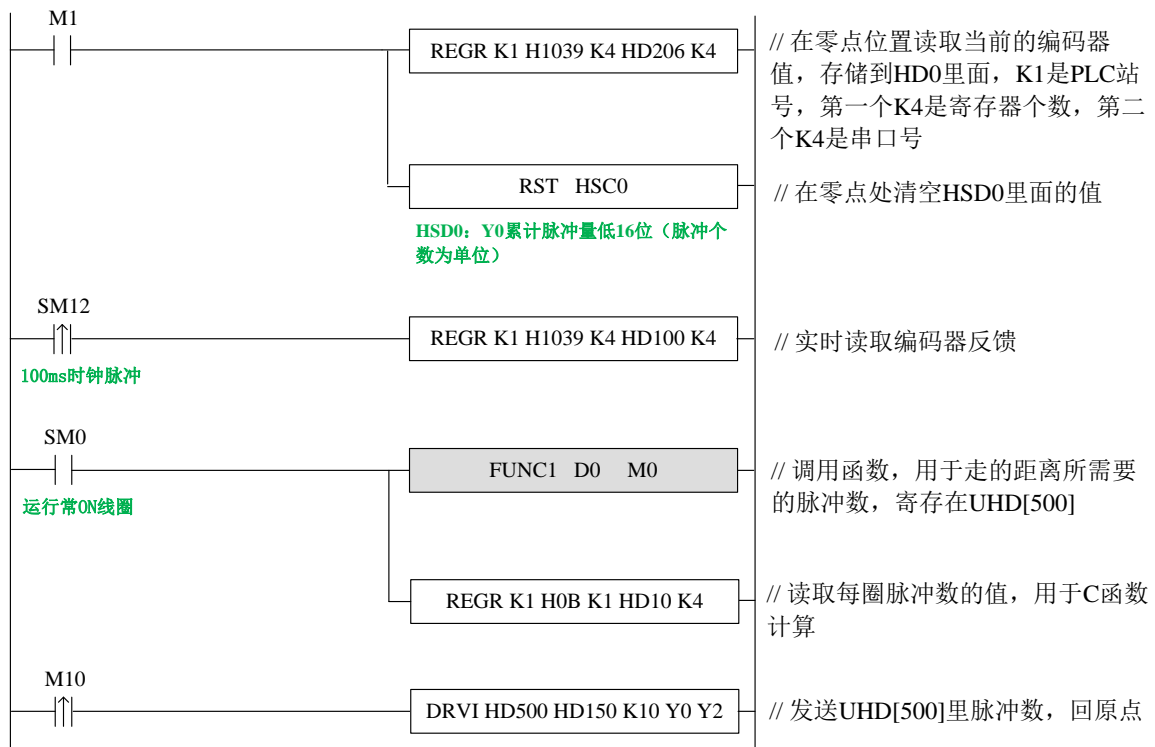 M1
REGR K1 H1039 K4 HD206 K4
// 在零点位置读取当前的编码器
值，存储到HD0里面，K1是PLC站
号，第一个K4是寄存器个数，第二
个K4是串口号
RST HSC0
// 在零点处清空HSD0里面的值
HSD0：Y0累计脉冲量低16位（脉冲个
数为单位）
SM12
REGR K1 H1039 K4 HD100 K4
// 实时读取编码器反馈
100ms时钟脉冲
SM0
FUNC1 D0 M0
// 调用函数，用于走的距离所需要
的脉冲数，寄存在UHD[500]
运行常ON线圈
REGR K1 H0B K1 HD10 K4
// 读取每圈脉冲数的值，用于C函数
计算
M10
DRVI HD500 HD150 K10 Y0 Y2
// 发送UHD[500]里脉冲数，回原点